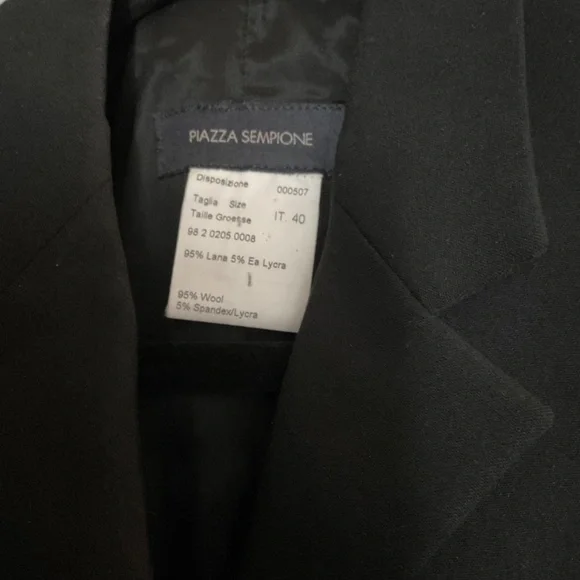 PIAZZA SEMPIONE
Disposizione 000507
Taglia Size
Taille Groesse IT 40
98 2 0205 0008
95% Lana 5% Ea Lycra
95% Wool
5% Spandex/Lycra